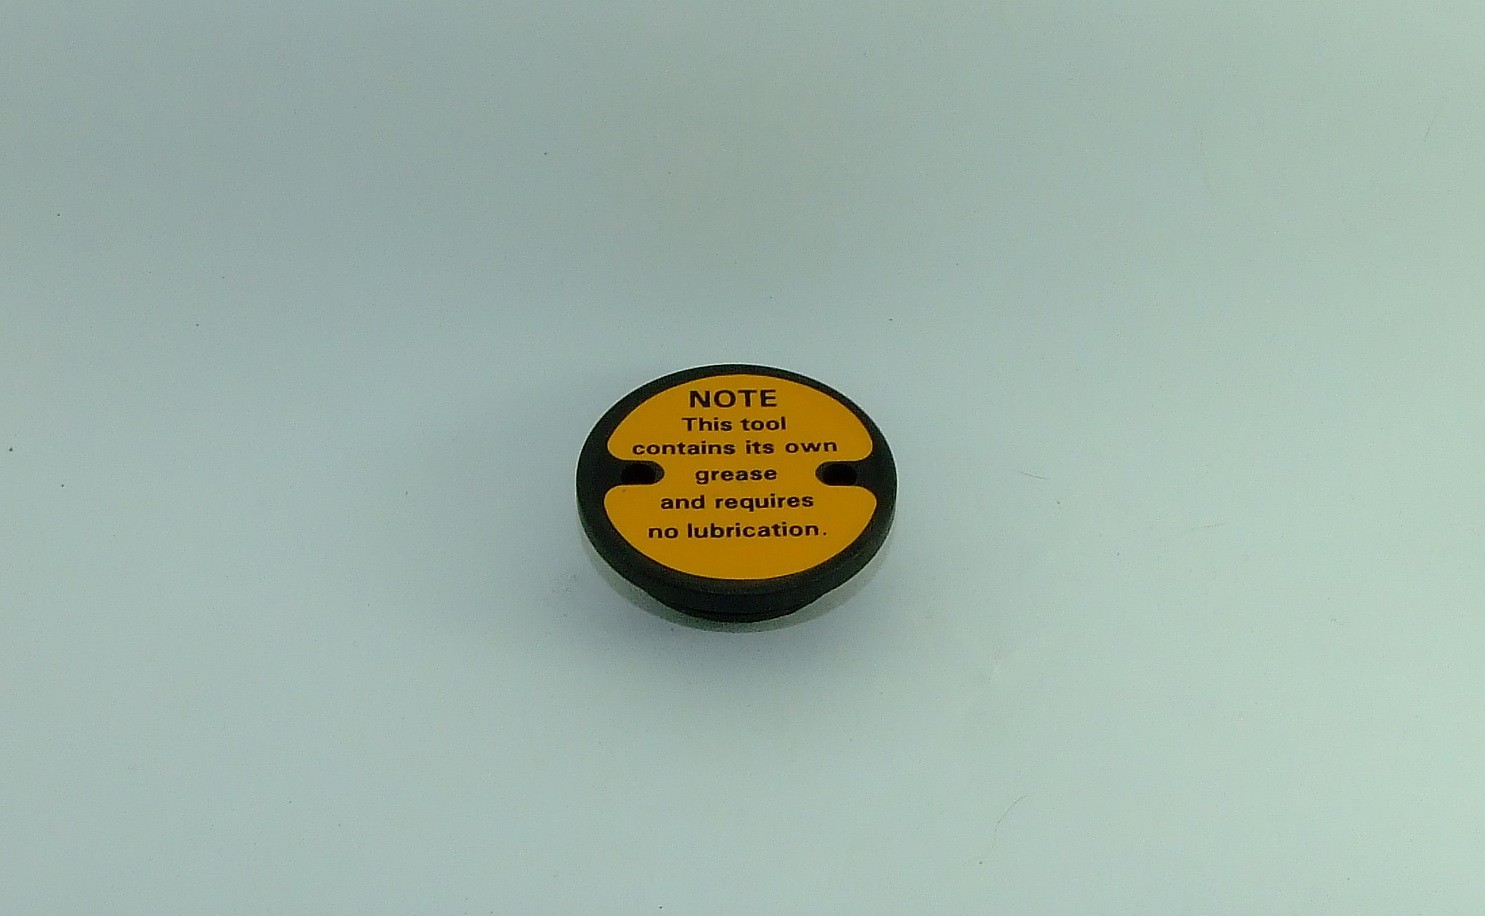 NOTE
This tool
contains its own
grease
and requires
no lubrication.